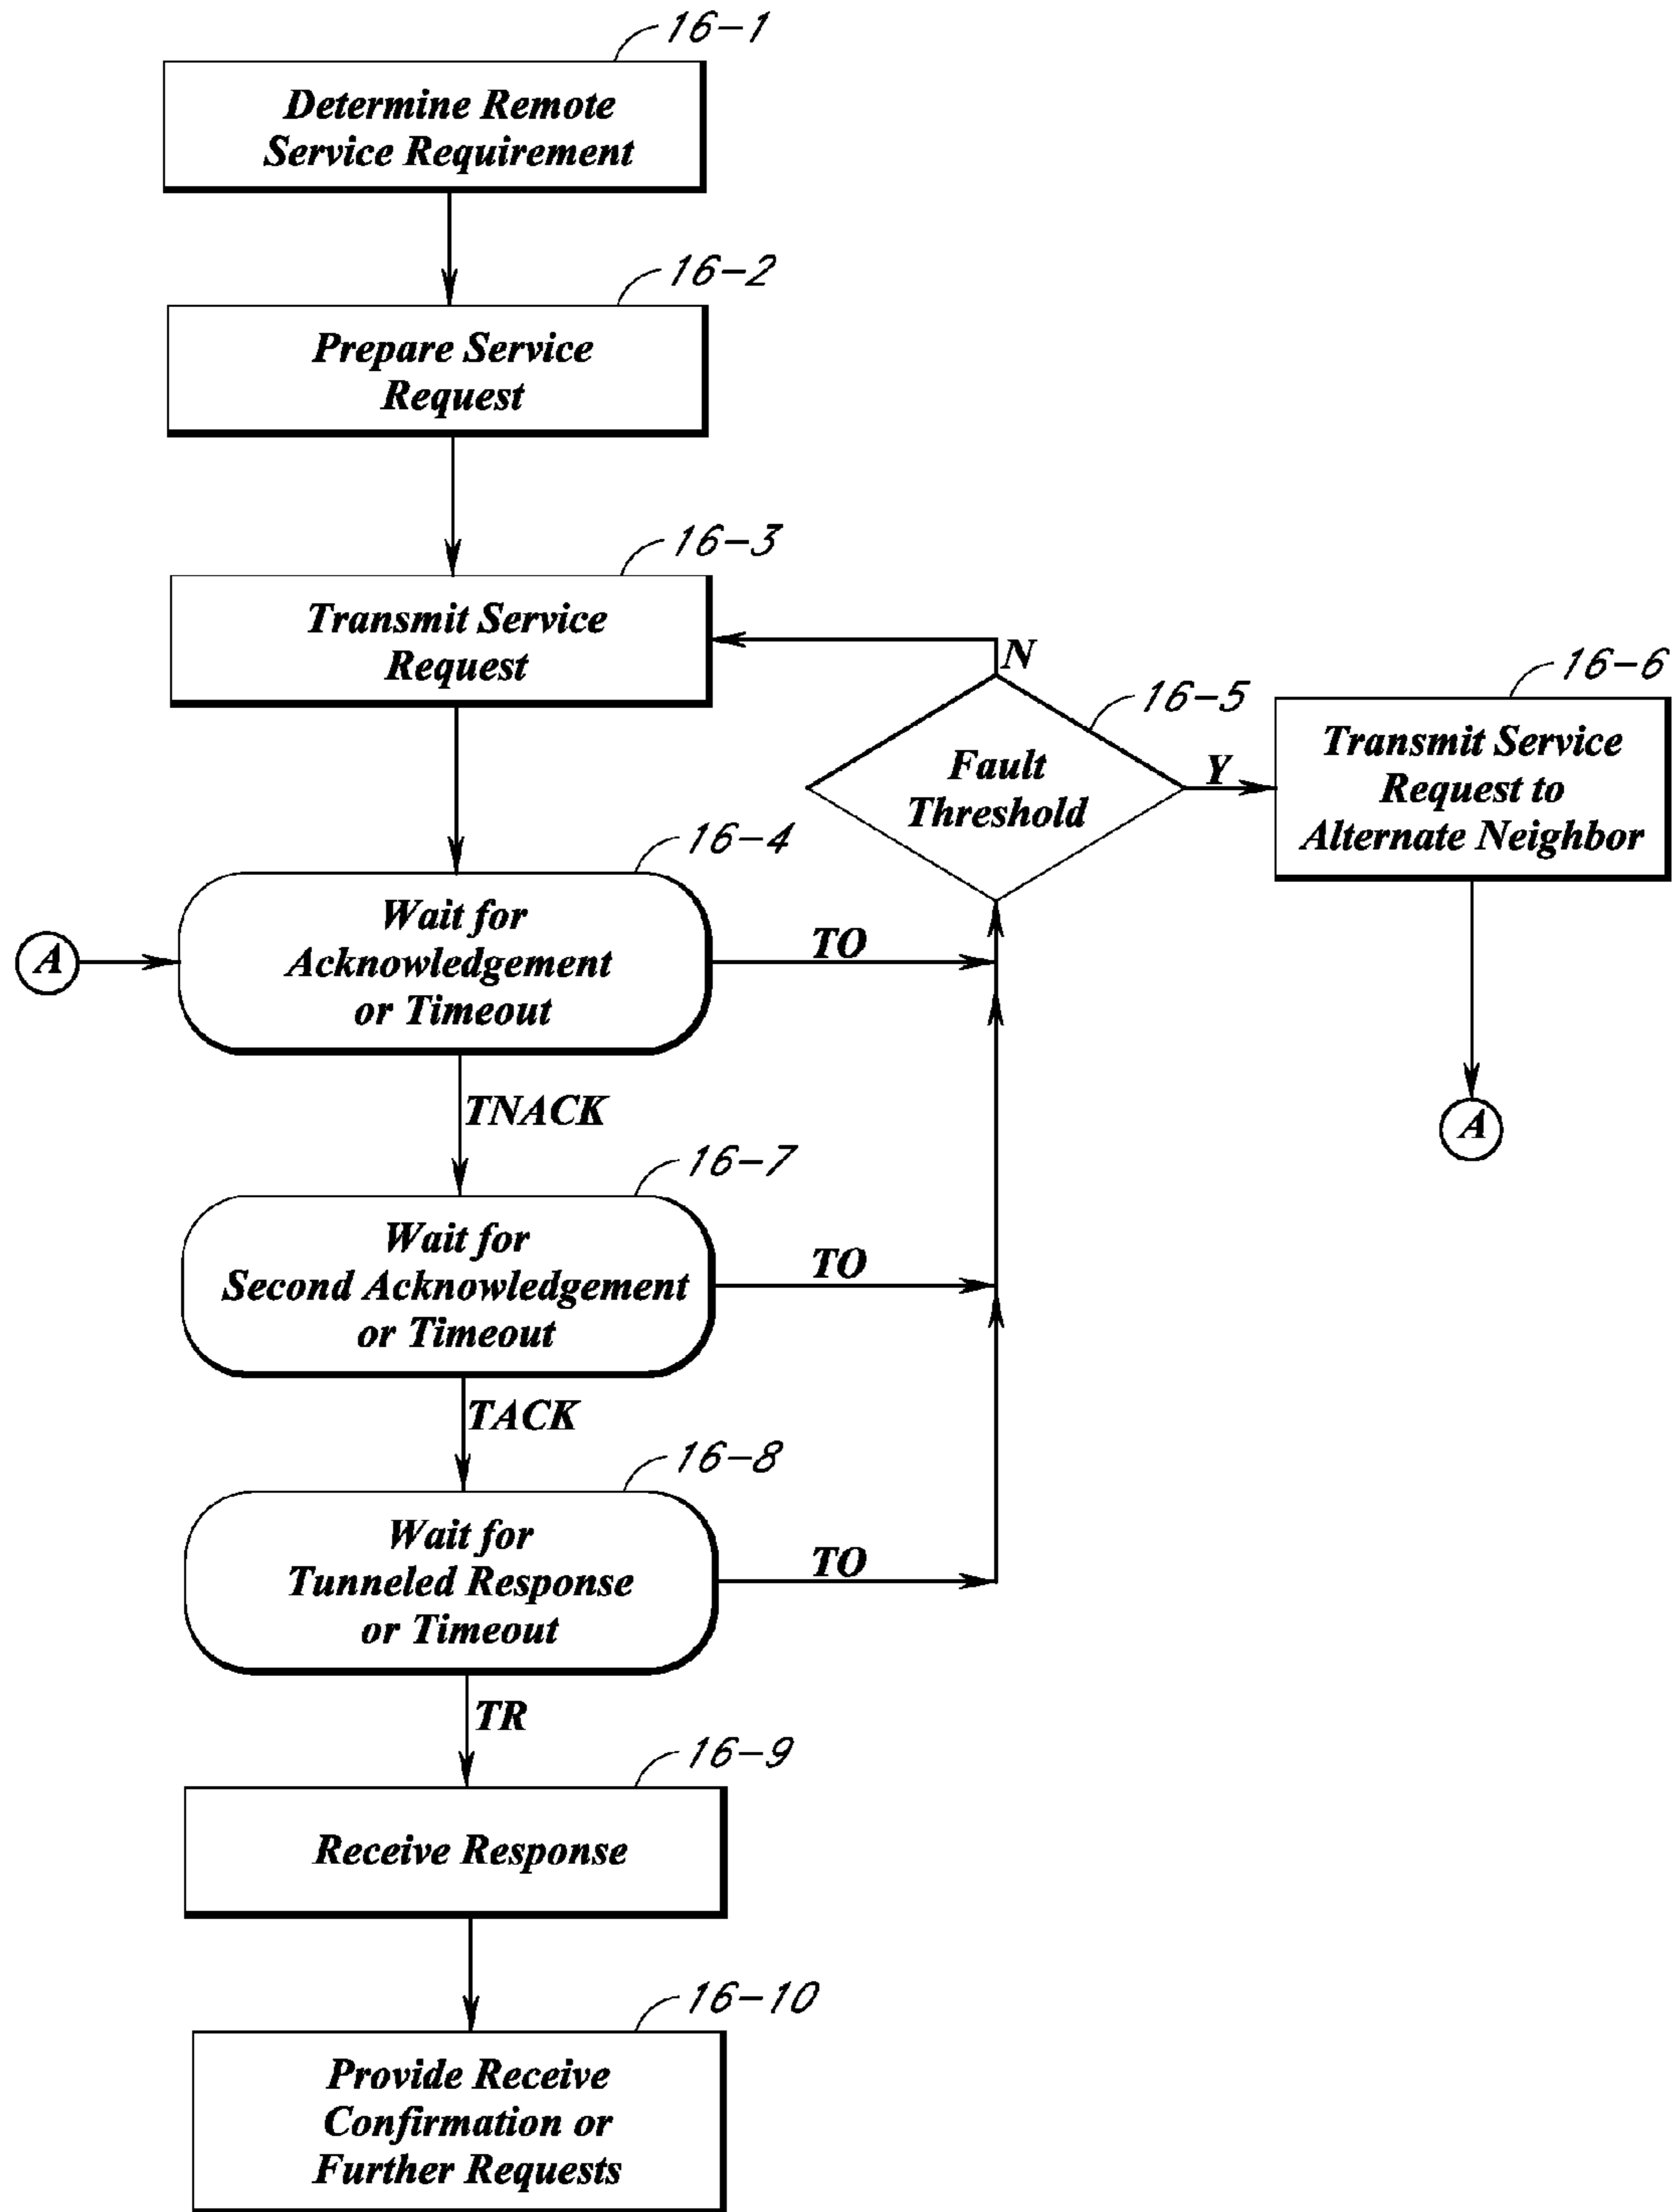 16-1
Determine Remote
Service Requirement
16-2
Prepare Service
Request
16-3
Transmit Service
Request
N
16-5
Fault
Threshold
Y
16-6
Transmit Service
Request to
Alternate Neighbor
A
16-4
A
Wait for
Acknowledgement
or Timeout
TO
TNACK
16-7
Wait for
Second Acknowledgement
or Timeout
TO
TACK
16-8
Wait for
Tunneled Response
or Timeout
TO
TR
16-9
Receive Response
16-10
Provide Receive
Confirmation or
Further Requests